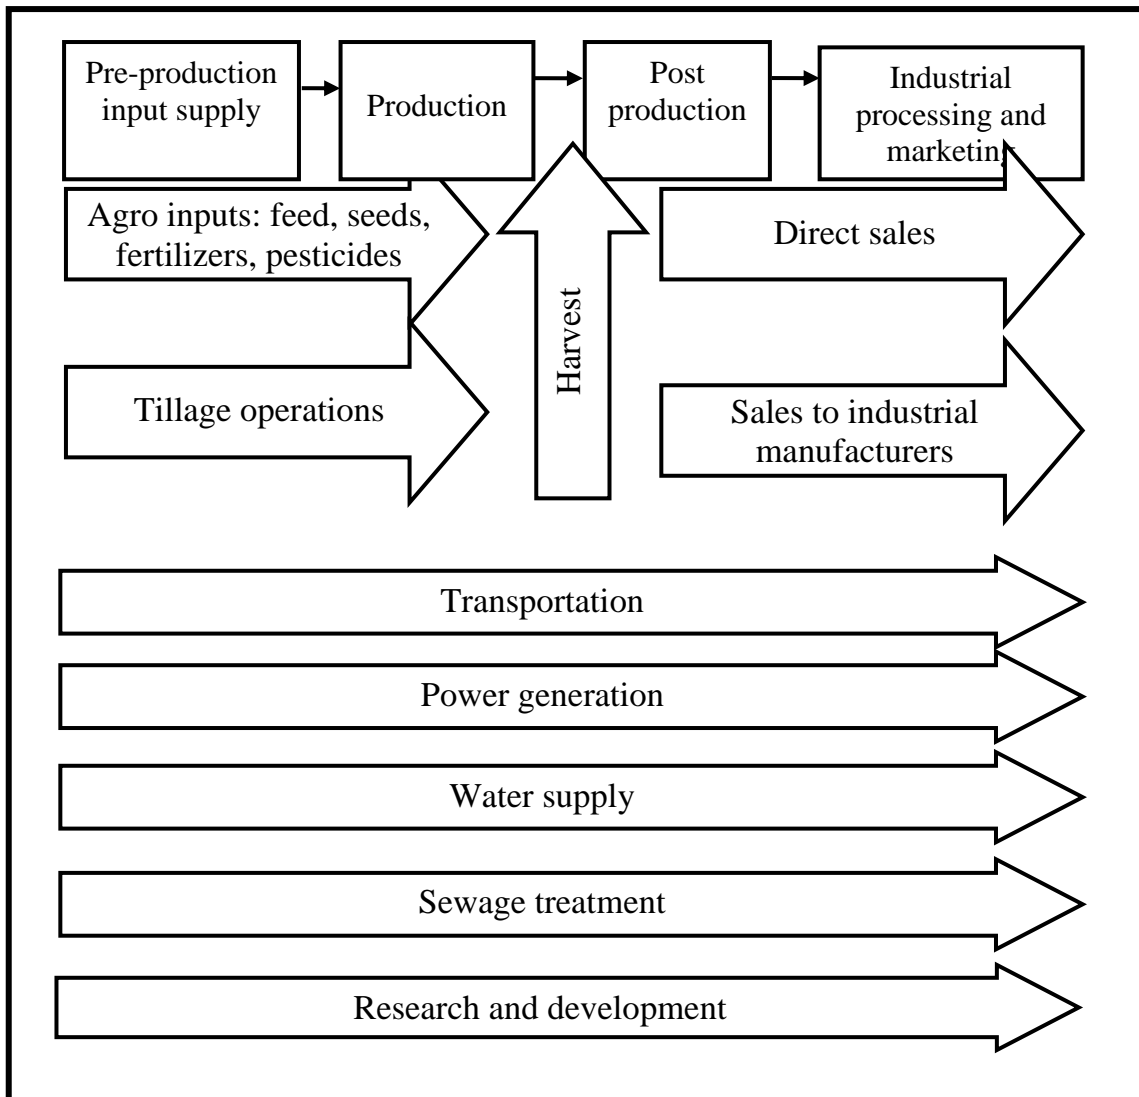 Pre-production
input supply
Production
Post
production
Industrial
processing and
marketing
Agro inputs: feed, seeds,
fertilizers, pesticides
Direct sales
Harvest
Tillage operations
Sales to industrial
manufacturers
Transportation
Power generation
Water supply
Sewage treatment
Research and development